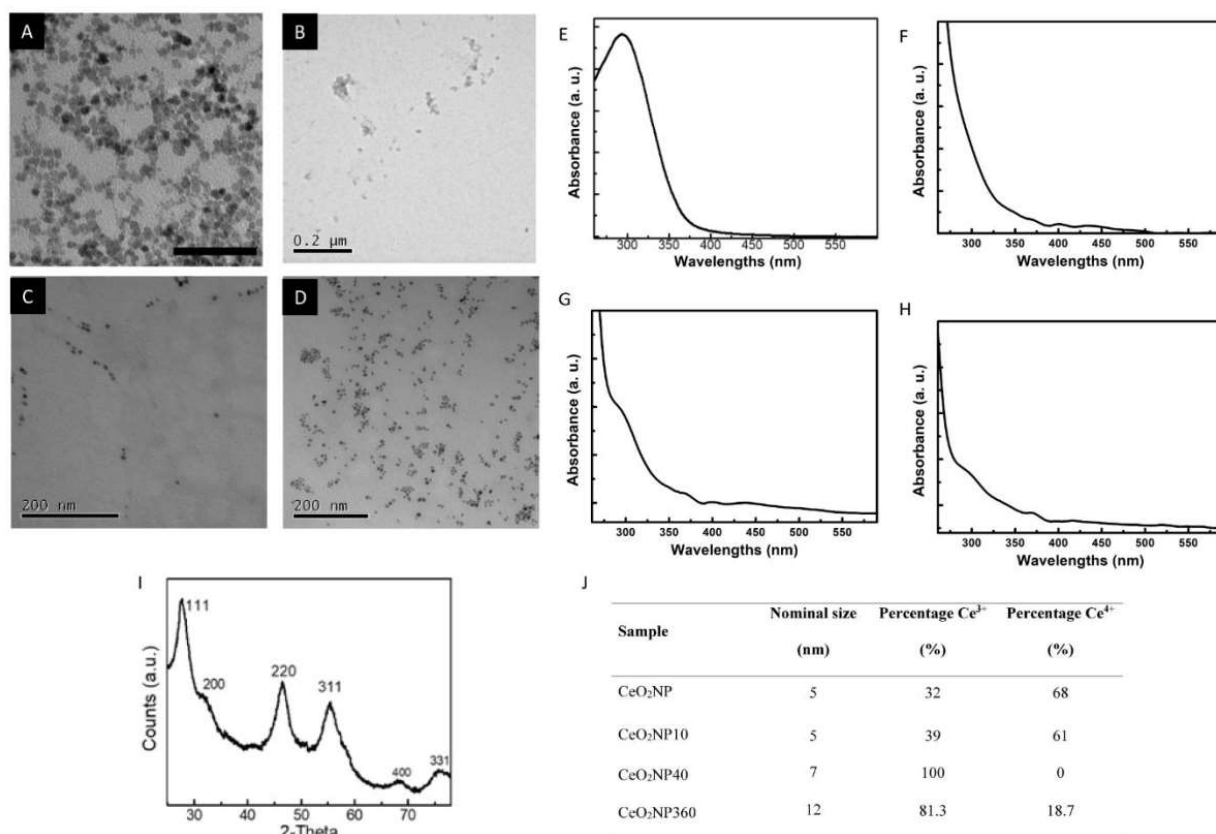 A
B
0.2 μm
C
200 nm
D
200 nm
E
Absorbance (a. u.)
300 350 400 450 500 550
Wavelengths (nm)
F
Absorbance (a. u.)
300 350 400 450 500 550
Wavelengths (nm)
G
Absorbance (a. u.)
300 350 400 450 500 550
Wavelengths (nm)
H
Absorbance (a. u.)
300 350 400 450 500 550
Wavelengths (nm)
I
Counts (a.u.)
111
200
220
311
400
331
30 40 50 60 70
2-Theta
J
Sample Nominal size (nm) Percentage Ce³⁺ (%) Percentage Ce⁴⁺ (%)
CeO₂NP 5 32 68
CeO₂NP10 5 39 61
CeO₂NP40 7 100 0
CeO₂NP360 12 81.3 18.7